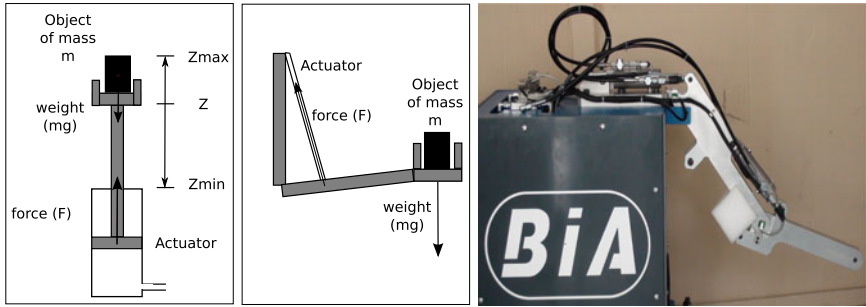 Object
of mass
m
Zmax
weight
(mg)
Z
Zmin
force (F)
Actuator
Actuator
force (F)
Object
of mass
m
weight
(mg)
BiA